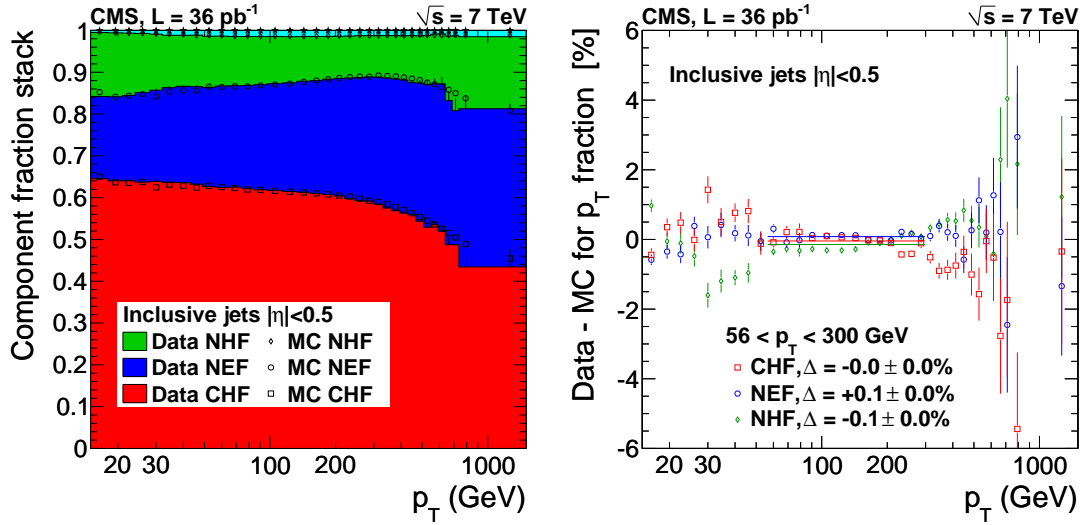 CMS, L = 36 pb⁻¹ √s = 7 TeV
Component fraction stack
1
0.9
0.8
0.7
0.6
0.5
0.4
0.3
0.2
0.1
0
Inclusive jets |η|<0.5
Data NHF MC NHF
Data NEF MC NEF
Data CHF MC CHF
20 30 100 200 1000
p_T (GeV)
CMS, L = 36 pb⁻¹ √s = 7 TeV
Data - MC for p_T fraction [%]
6
4
2
0
-2
-4
-6
Inclusive jets |η|<0.5
56 < p_T < 300 GeV
CHF,Δ = -0.0 ± 0.0%
NEF,Δ = +0.1 ± 0.0%
NHF,Δ = -0.1 ± 0.0%
20 30 100 200 1000
p_T (GeV)